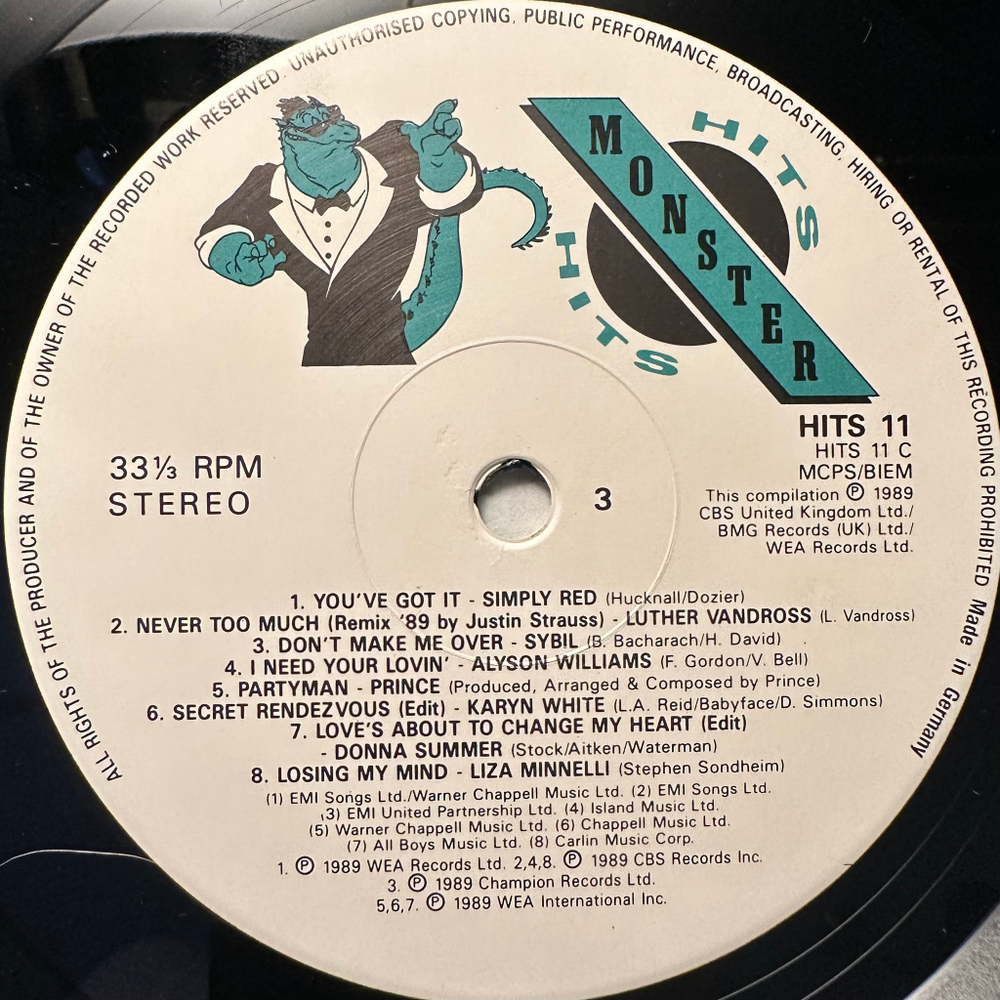 ALL RIGHTS OF THE PRODUCER AND OF THE OWNER OF THE RECORDED WORK RESERVED. UNAUTHORISED COPYING, PUBLIC PERFORMANCE, BROADCASTING, HIRING OR RENTAL OF THIS RECORDING PROHIBITED Made in Germany
HITS
MONSTER
HITS
HITS 11
HITS 11 C
MCPS/BIEM
This compilation ℗ 1989
CBS United Kingdom Ltd./
BMG Records (UK) Ltd./
WEA Records Ltd.
33⅓ RPM
STEREO
3
1. YOU'VE GOT IT - SIMPLY RED (Hucknall/Dozier)
2. NEVER TOO MUCH (Remix '89 by Justin Strauss) - LUTHER VANDROSS (L. Vandross)
3. DON'T MAKE ME OVER - SYBIL (B. Bacharach/H. David)
4. I NEED YOUR LOVIN' - ALYSON WILLIAMS (F. Gordon/V. Bell)
5. PARTYMAN - PRINCE (Produced, Arranged & Composed by Prince)
6. SECRET RENDEZVOUS (Edit) - KARYN WHITE (L.A. Reid/Babyface/D. Simmons)
7. LOVE'S ABOUT TO CHANGE MY HEART (Edit)
- DONNA SUMMER (Stock/Aitken/Waterman)
8. LOSING MY MIND - LIZA MINNELLI (Stephen Sondheim)
(1) EMI Songs Ltd./Warner Chappell Music Ltd. (2) EMI Songs Ltd.
(3) EMI United Partnership Ltd. (4) Island Music Ltd.
(5) Warner Chappell Music Ltd. (6) Chappell Music Ltd.
(7) All Boys Music Ltd. (8) Carlin Music Corp.
1. ℗ 1989 WEA Records Ltd. 2,4,8. ℗ 1989 CBS Records Inc.
3. ℗ 1989 Champion Records Ltd.
5,6,7. ℗ 1989 WEA International Inc.